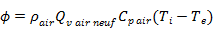 ϕ = ρ_air Q_v air neuf C_p air (T_i − T_e)